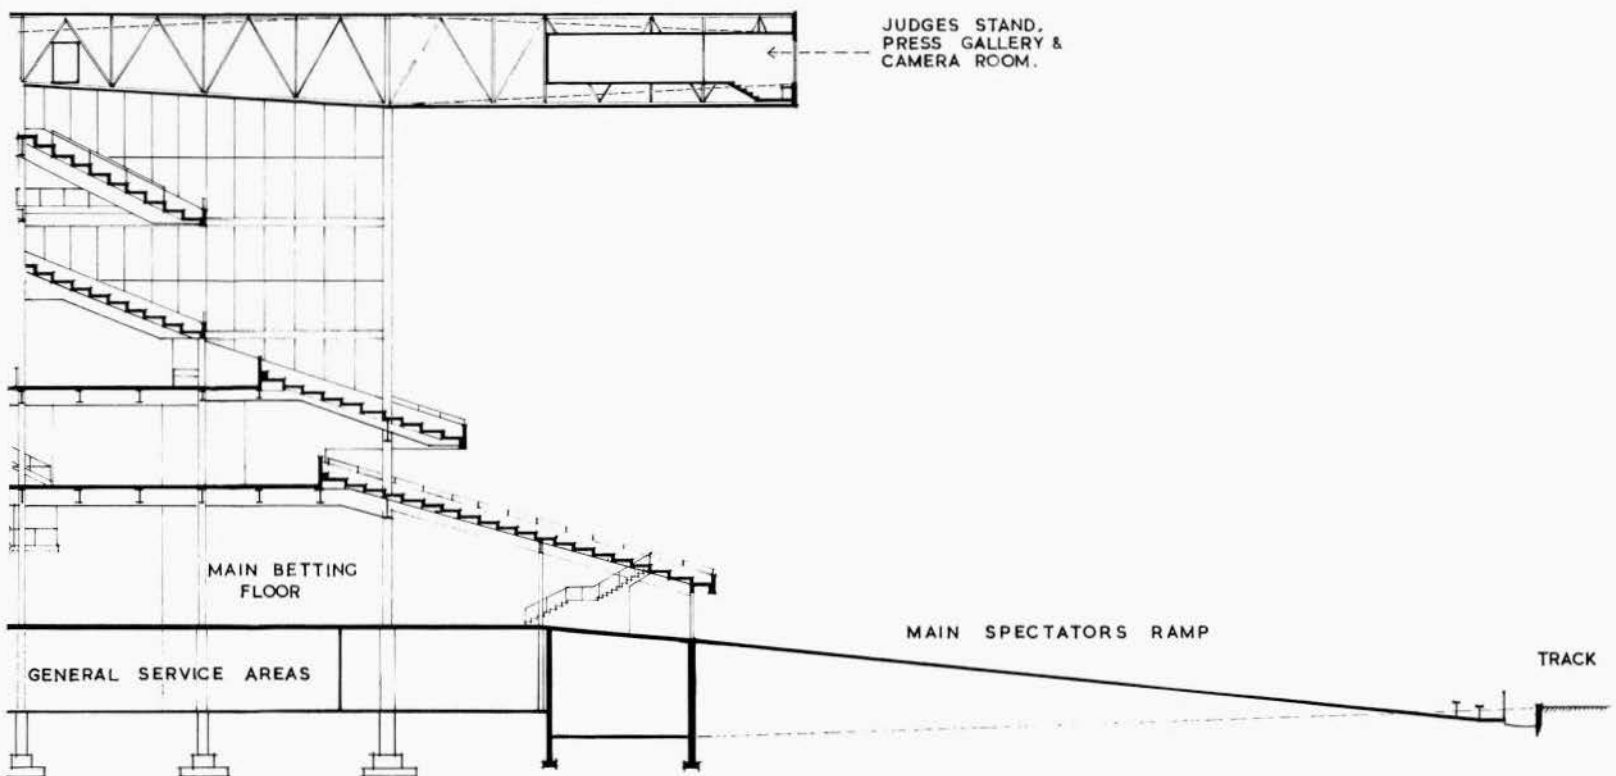 JUDGES STAND,
PRESS GALLERY &
CAMERA ROOM.
MAIN BETTING
FLOOR
MAIN SPECTATORS RAMP
TRACK
GENERAL SERVICE AREAS